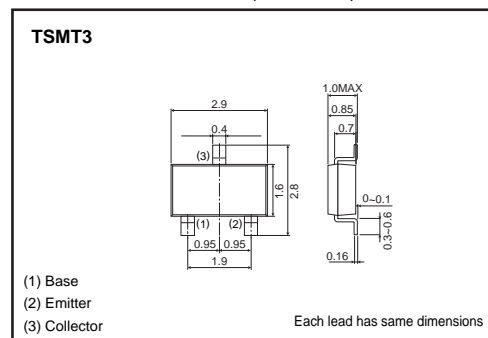 TSMT3
1.0MAX
2.9
0.85
0.4
0.7
(3)
1.6
2.8
0~0.1
(1)
(2)
0.3~0.6
0.95
0.95
0.16
1.9
(1) Base
(2) Emitter
(3) Collector
Each lead has same dimensions